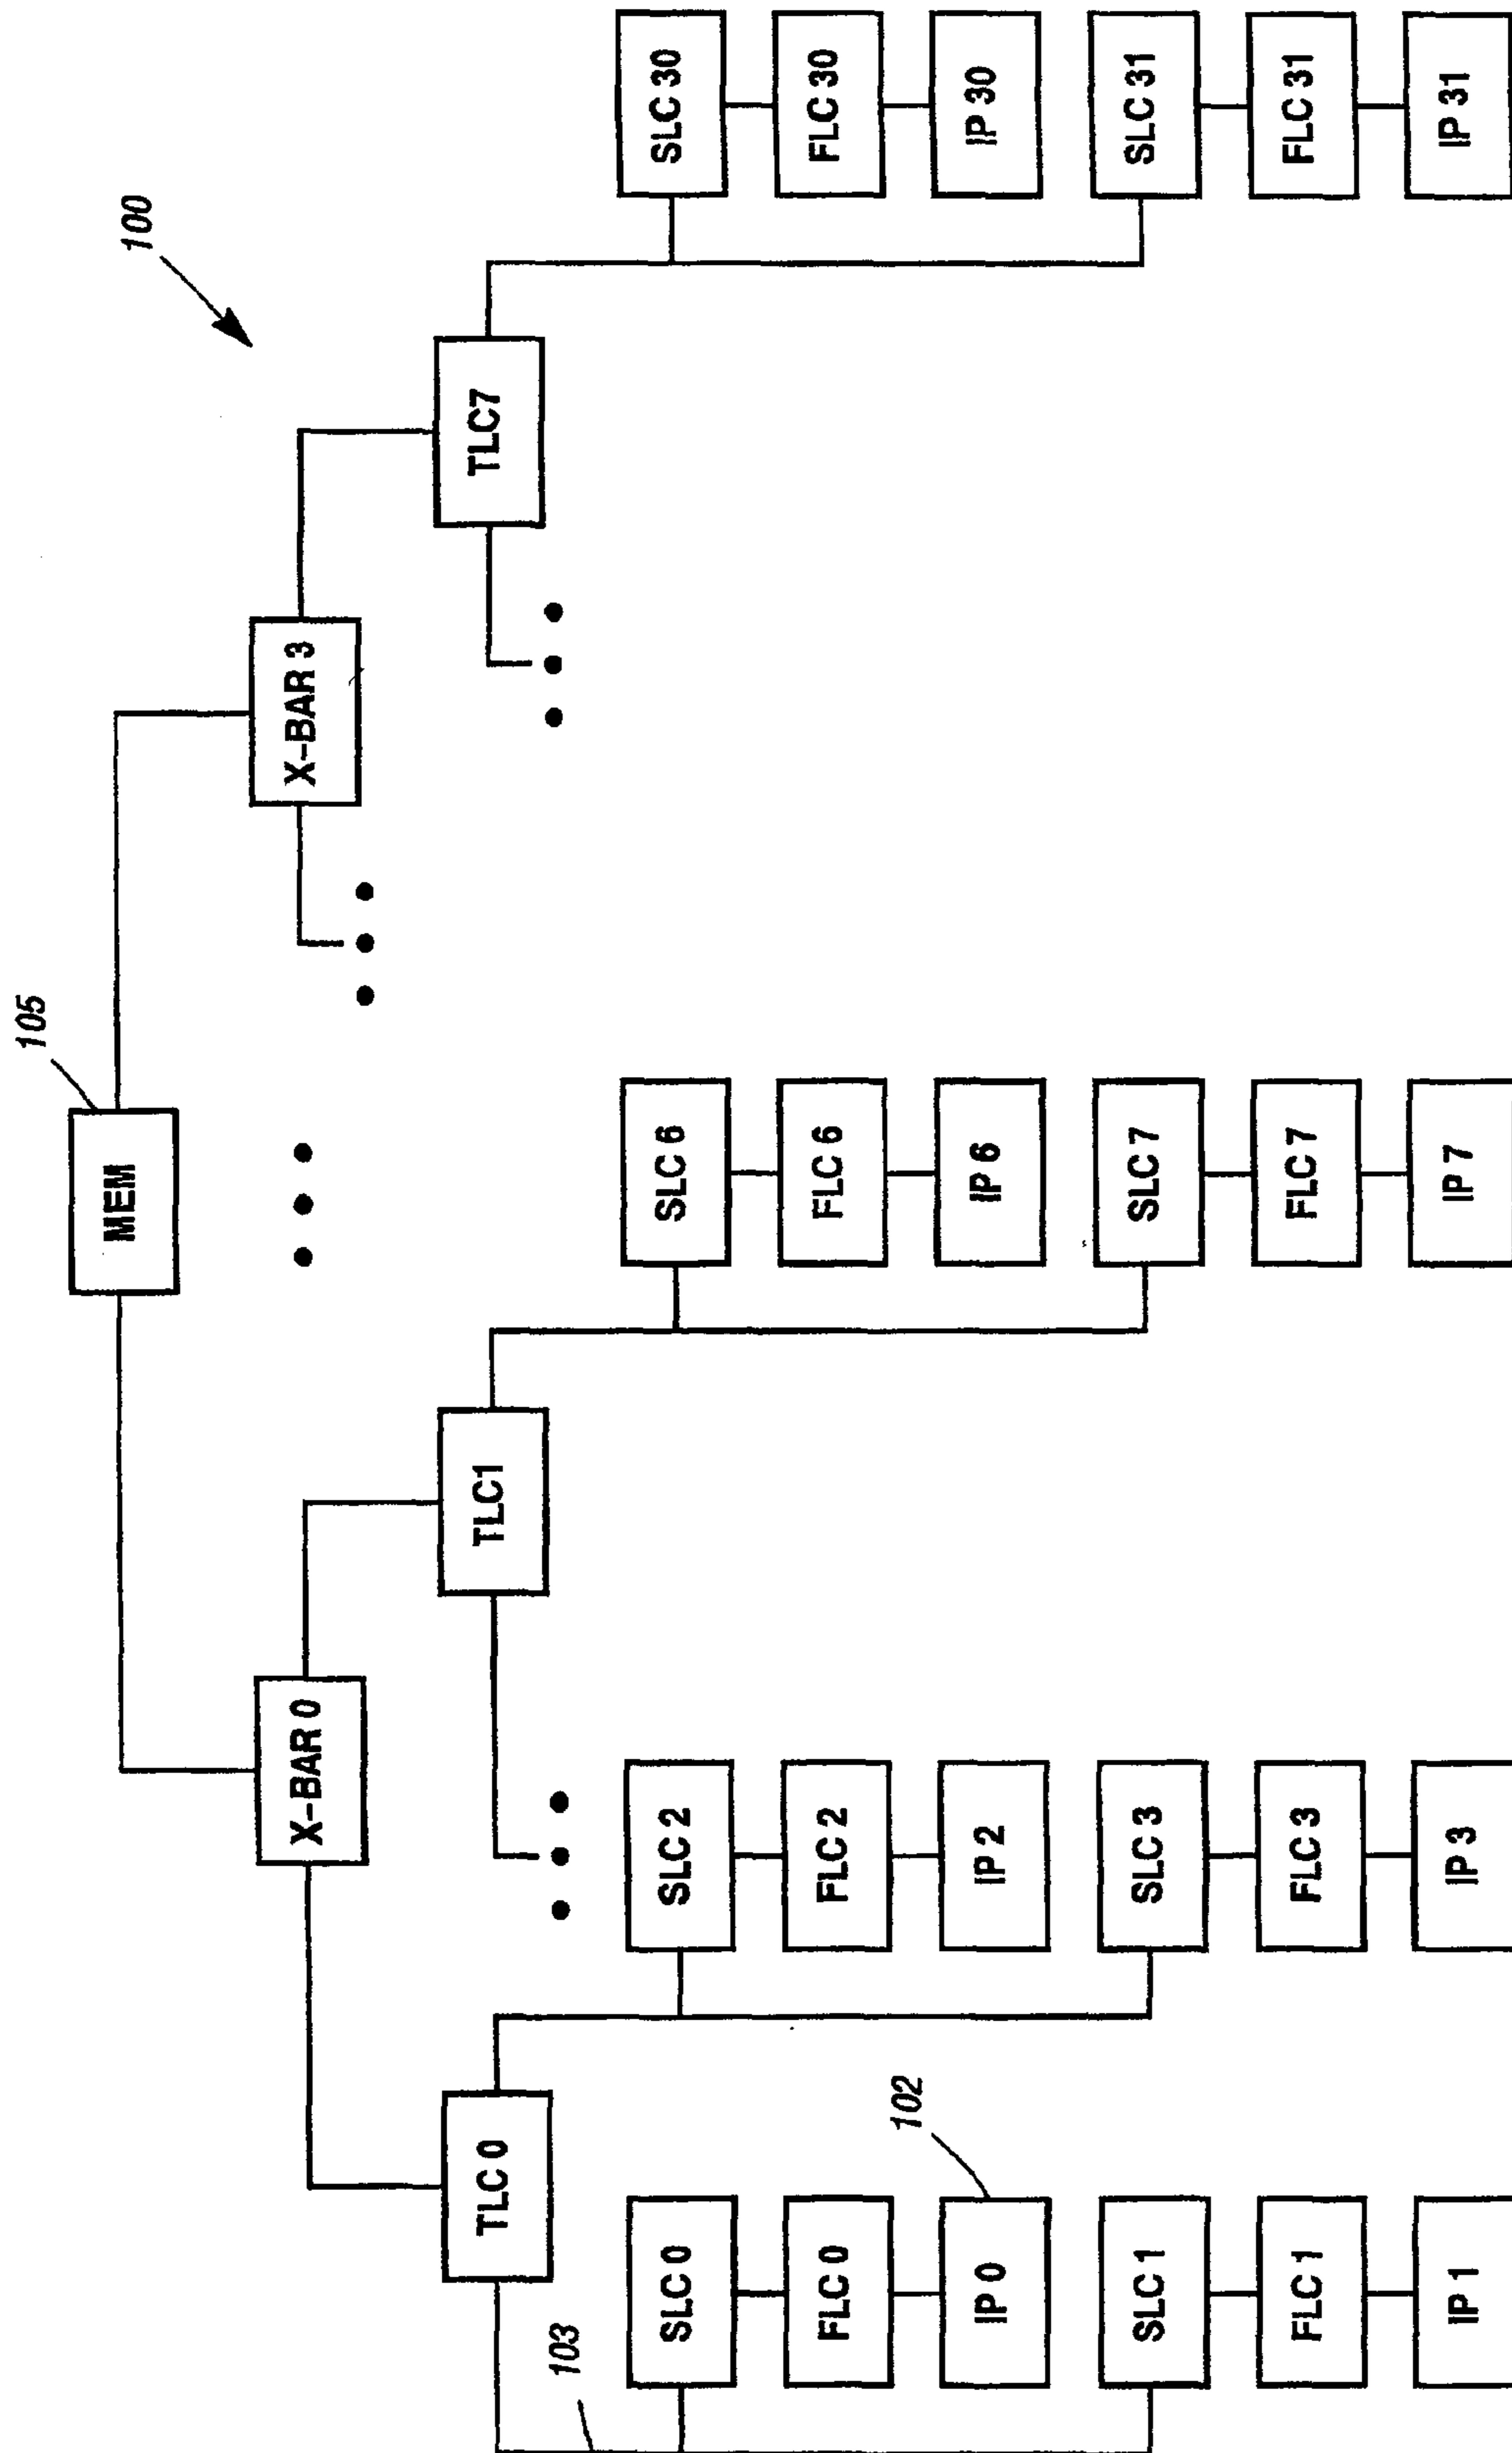 100
105
MEM
X-BAR 0
X-BAR 3
TLC 0
TLC1
TLC7
103
102
SLC 0
FLC 0
IP 0
SLC 1
FLC 1
IP 1
SLC 2
FLC 2
IP 2
SLC 3
FLC 3
IP 3
SLC 6
FLC 6
IP 6
SLC 7
FLC 7
IP 7
SLC 30
FLC 30
IP 30
SLC 31
FLC 31
IP 31